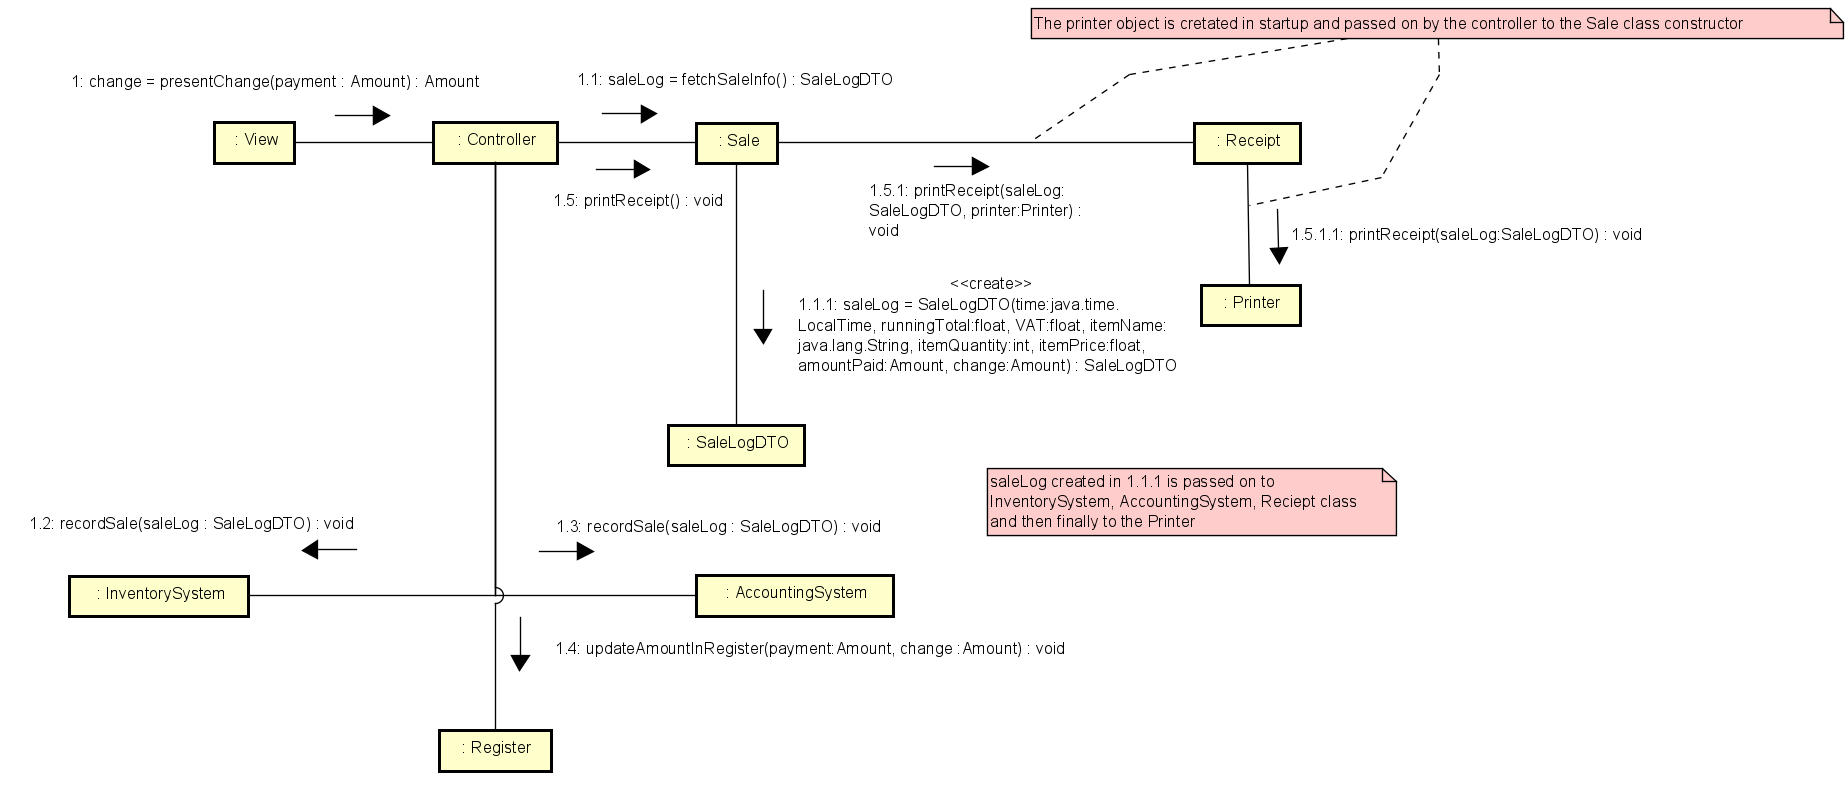 The printer object is cretated in startup and passed on by the controller to the Sale class constructor
1: change = presentChange(payment : Amount) : Amount
1.1: saleLog = fetchSaleInfo() : SaleLogDTO
: View
: Controller
: Sale
: Receipt
1.5: printReceipt() : void
1.5.1: printReceipt(saleLog:
SaleLogDTO, printer:Printer) :
void
1.5.1.1: printReceipt(saleLog:SaleLogDTO) : void
: Printer
<<create>>
1.1.1: saleLog = SaleLogDTO(time:java.time.
LocalTime, runningTotal:float, VAT:float, itemName:
java.lang.String, itemQuantity:int, itemPrice:float,
amountPaid:Amount, change:Amount) : SaleLogDTO
: SaleLogDTO
saleLog created in 1.1.1 is passed on to
InventorySystem, AccountingSystem, Reciept class
and then finally to the Printer
1.2: recordSale(saleLog : SaleLogDTO) : void
1.3: recordSale(saleLog : SaleLogDTO) : void
: InventorySystem
: AccountingSystem
1.4: updateAmountInRegister(payment:Amount, change :Amount) : void
: Register